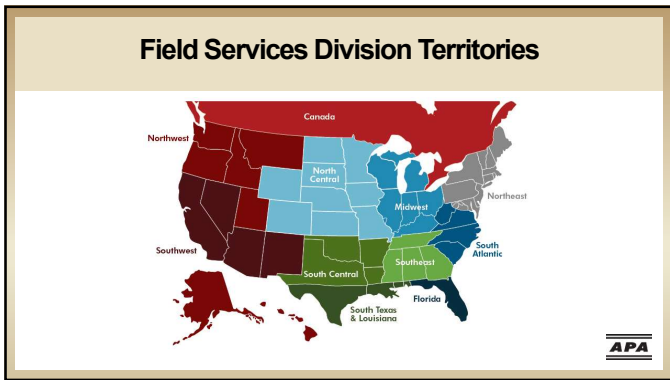 Field Services Division Territories
Canada
Northwest
North
Central
Northeast
Midwest
South
Atlantic
Southwest
Southeast
South Central
Florida
South Texas
& Louisiana
APA